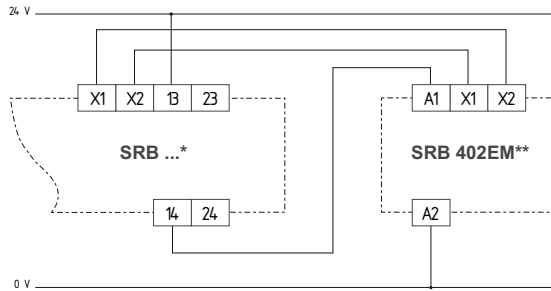 24 V
X1 X2 13 23 A1 X1 X2
SRB ...* SRB 402EM**
14 24 A2
0 V